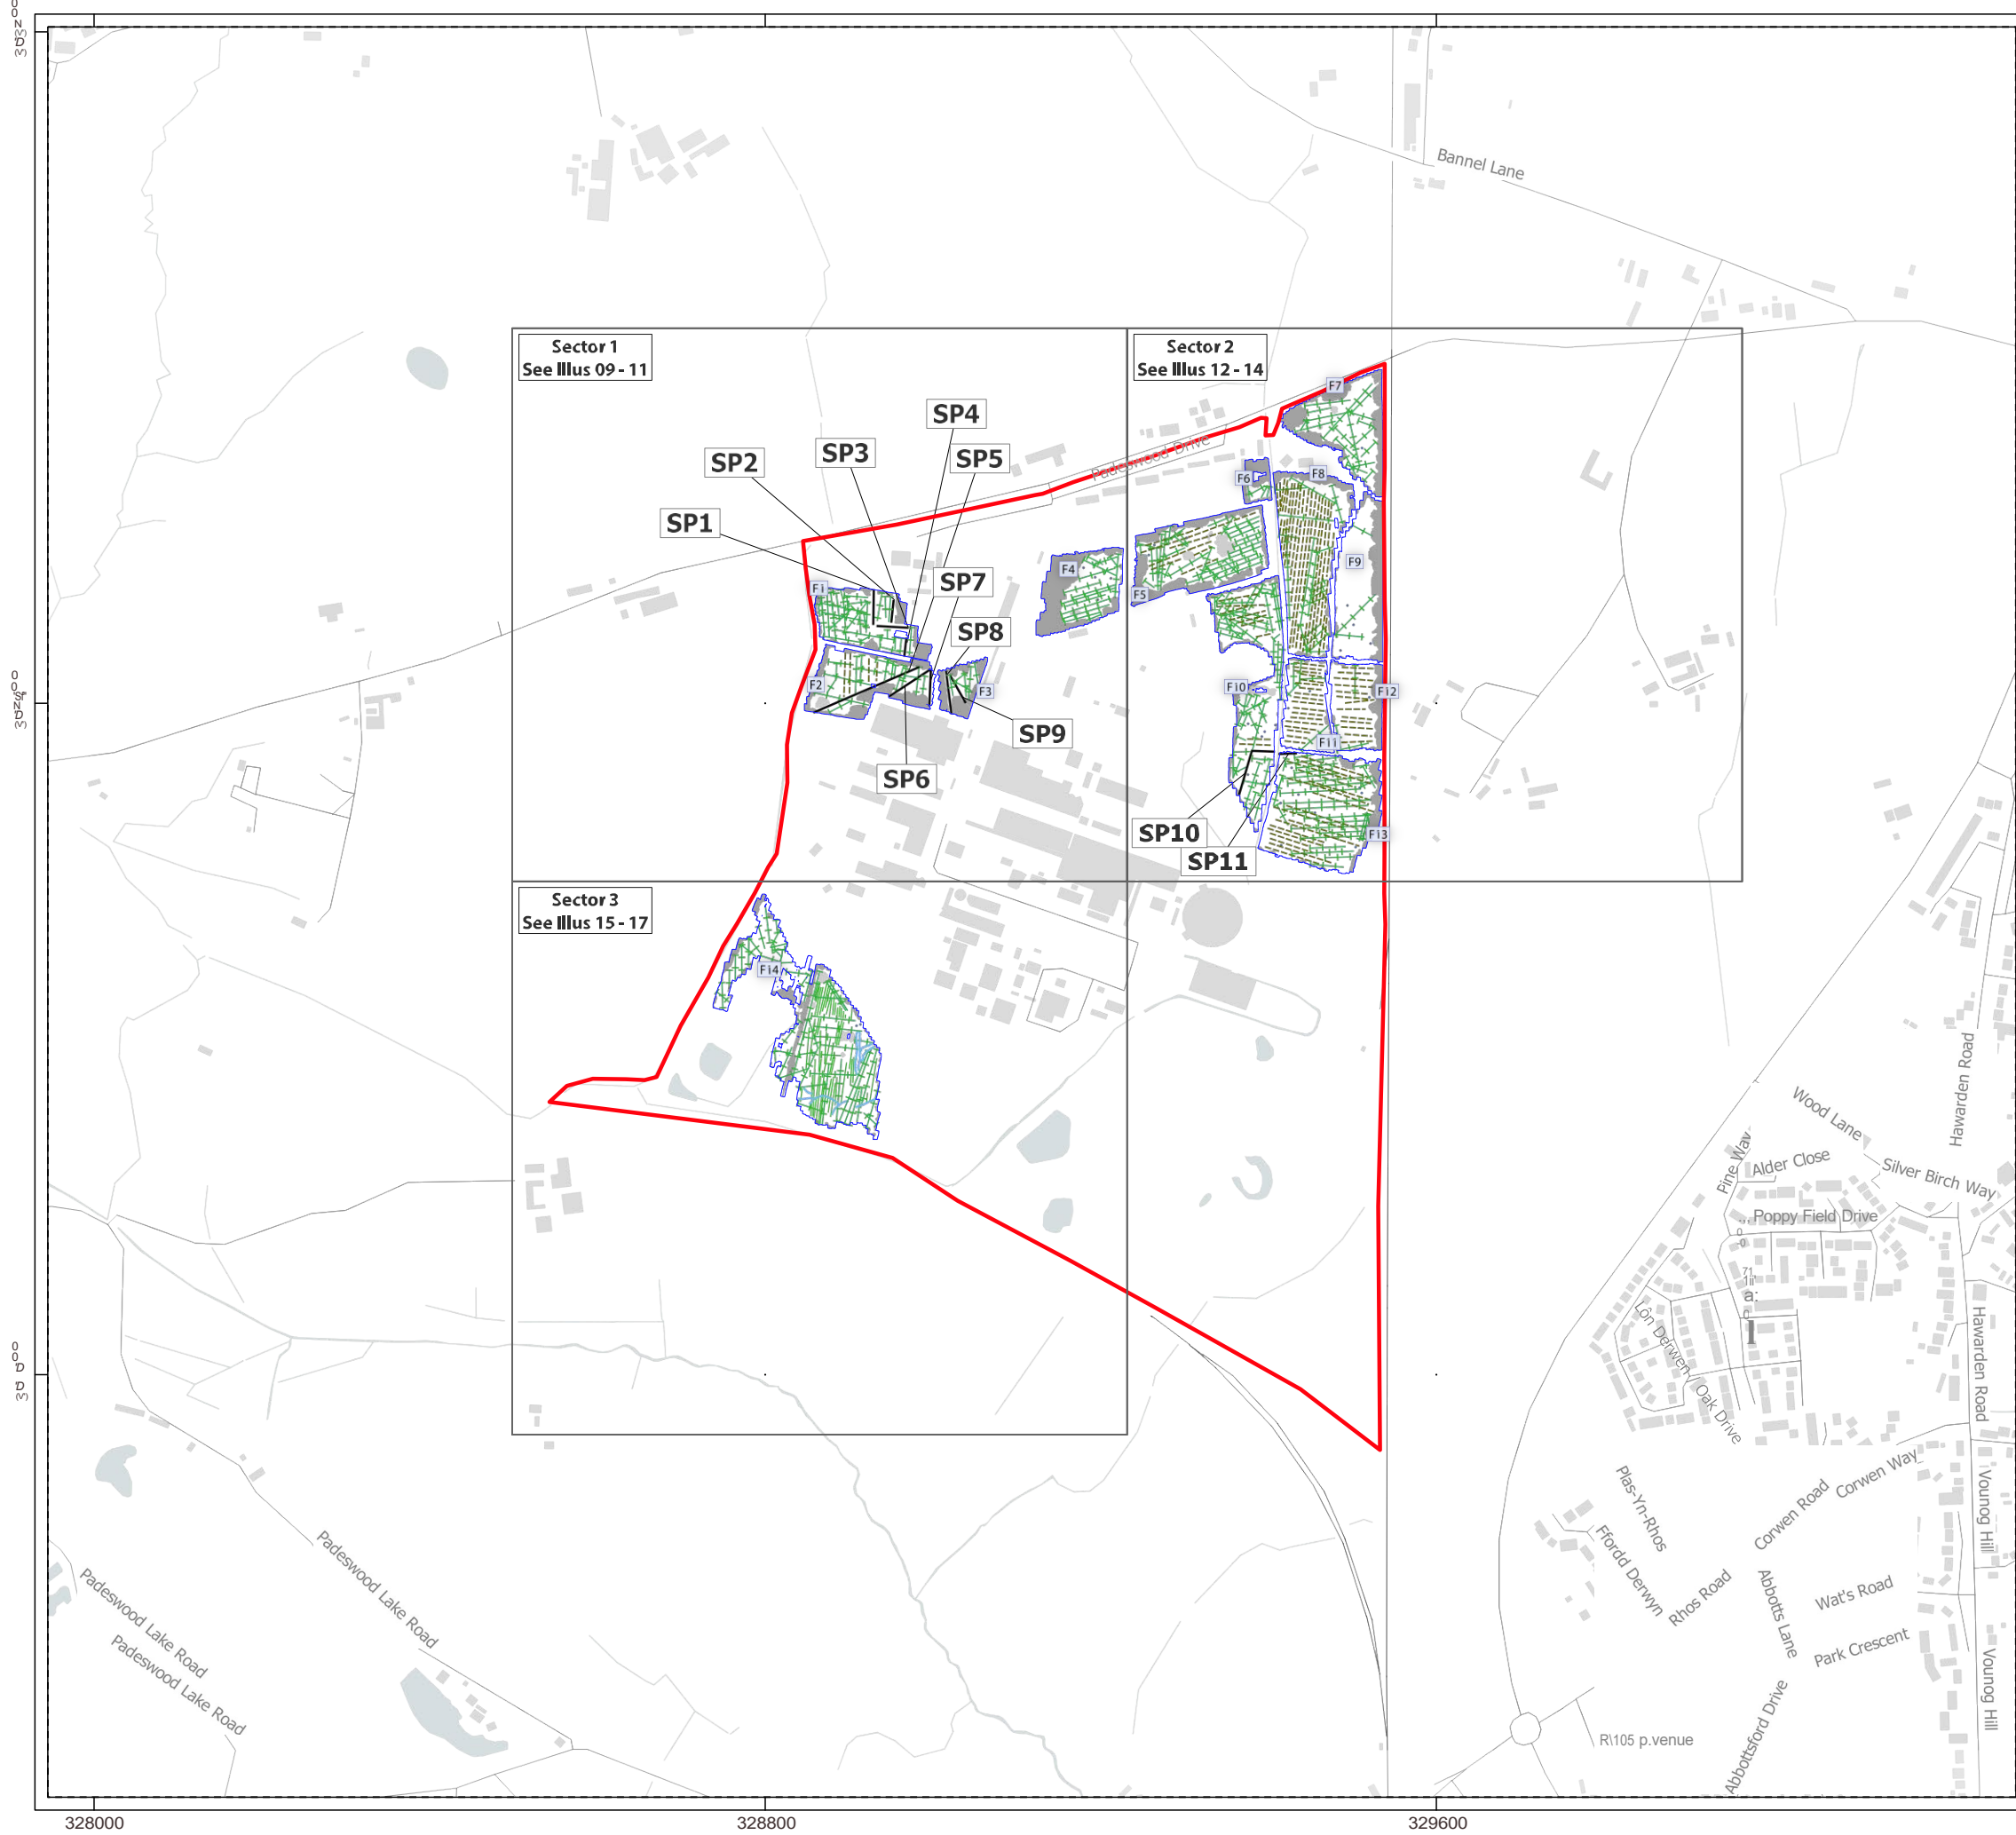 Bannel Lane
Sector 1
See Illus 09 - 11
Sector 2
See Illus 12 - 14
F7
SP4
SP3
SP5
SP2
Padeswood Drive
F8
F6
SP1
F9
F4
SP7
F1
F5
SP8
F2
F3
F10
F12
SP9
F11
SP6
SP10
F13
SP11
Sector 3
See Illus 15 - 17
F14
Hawarden Road
Wood Lane
Pine Way
Alder Close
Silver Birch Way
Poppy Field Drive
Lôn Derwen
Oak Drive
Hawarden Road
Corwen Way
Plas-Yn-Rhos
Corwen Road
Vounog Hill
Ffordd Derwyn
Rhos Road
Abbotts Lane
Wat's Road
Park Crescent
Vounog Hill
Padeswood Lake Road
Padeswood Lake Road
Padeswood Lake Road
Abbottsford Drive
R\105 p.venue
328000
328800
329600